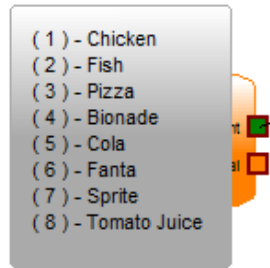 ( 1 ) - Chicken
( 2 ) - Fish
( 3 ) - Pizza
( 4 ) - Bionade
( 5 ) - Cola
( 6 ) - Fanta
( 7 ) - Sprite
( 8 ) - Tomato Juice